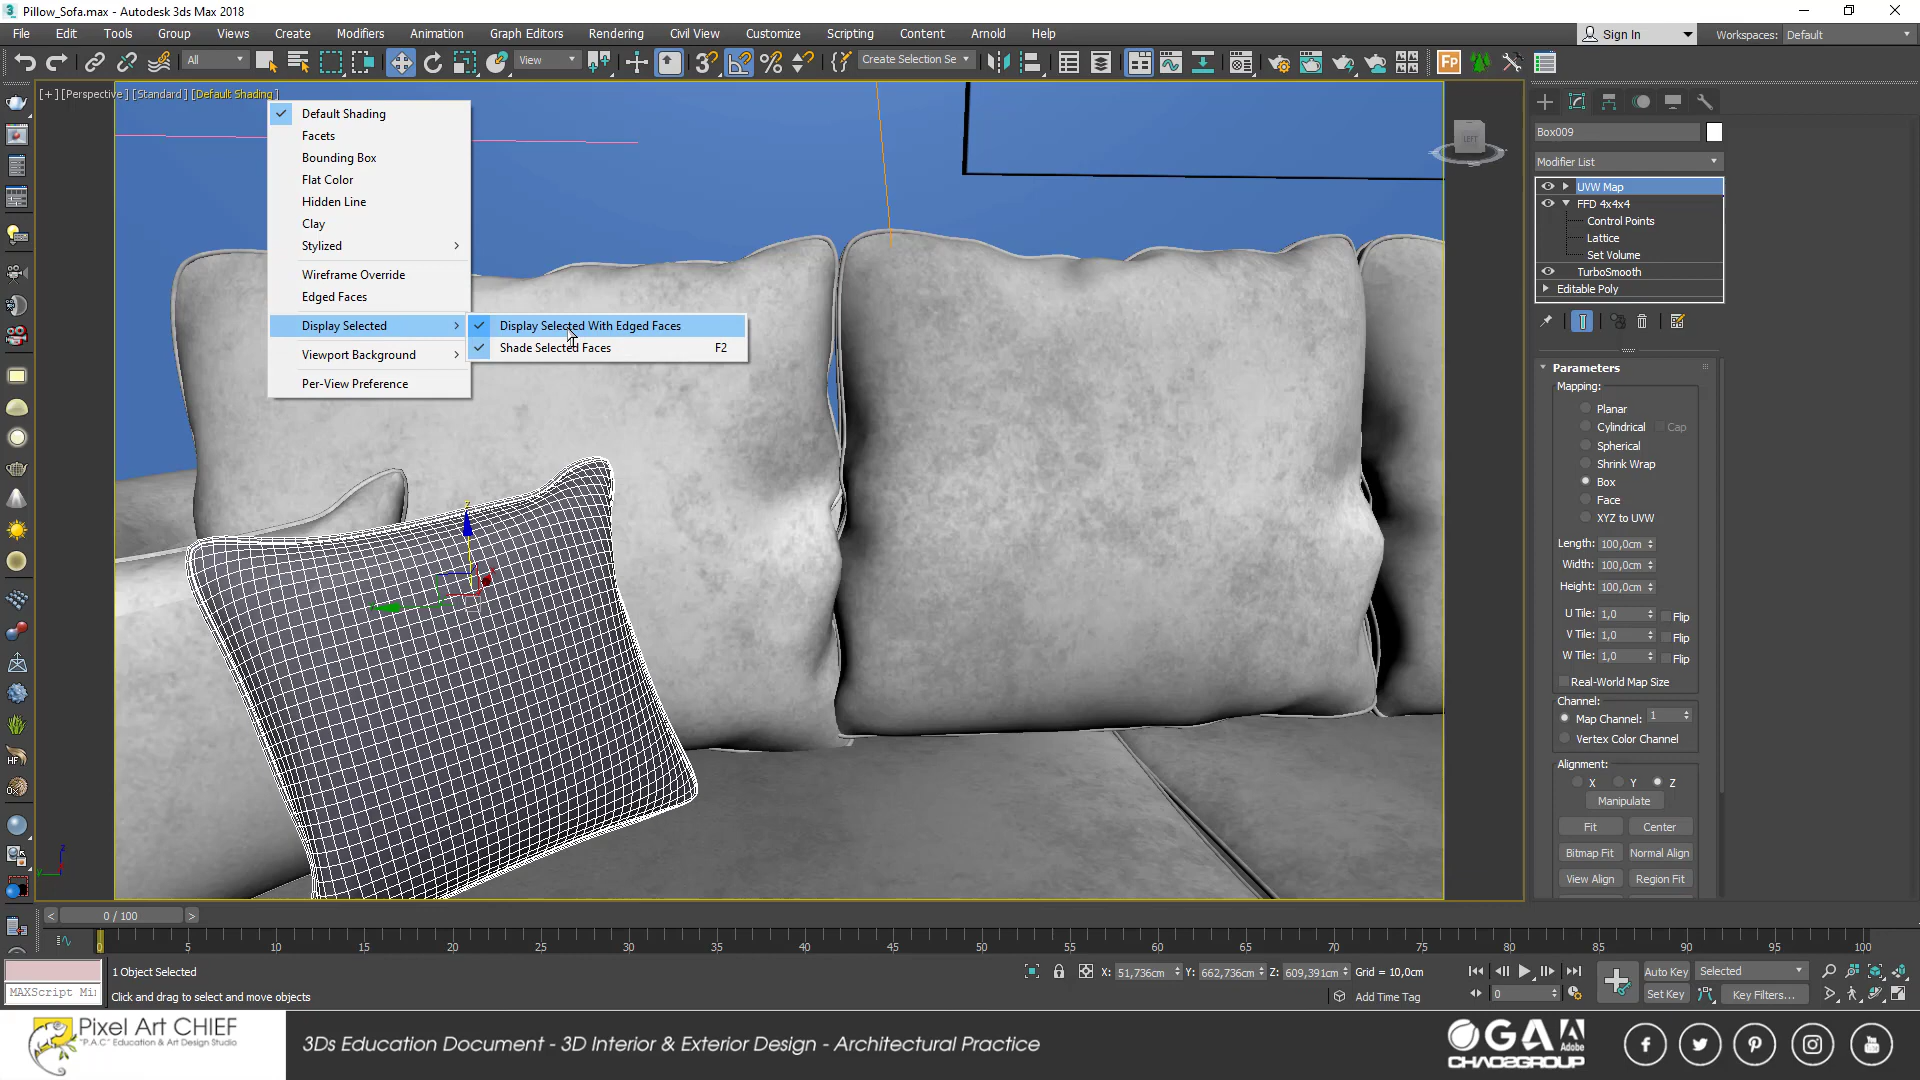 Pillow_Sofa.max - Autodesk 3ds Max 2018
File Edit Tools Group Views Create Modifiers Animation Graph Editors Rendering Civil View Customize Scripting Content Arnold Help
Sign In
Workspaces: Default
All
View
Create Selection Se
[+] [Perspective] [Standard] [Default Shading]
Default Shading
Facets
Bounding Box
Flat Color
Hidden Line
Clay
Stylized
Wireframe Override
Edged Faces
Display Selected
Display Selected With Edged Faces
Shade Selected Faces F2
Viewport Background
Per-View Preference
LEFT
Box009
Modifier List
UVW Map
FFD 4x4x4
Control Points
Lattice
Set Volume
TurboSmooth
Editable Poly
Parameters
Mapping:
Planar
Cylindrical Cap
Spherical
Shrink Wrap
Box
Face
XYZ to UVW
Length: 100,0cm
Width: 100,0cm
Height: 100,0cm
U Tile: 1,0 Flip
V Tile: 1,0 Flip
W Tile: 1,0 Flip
Real-World Map Size
Channel:
Map Channel: 1
Vertex Color Channel
Alignment:
X Y Z
Manipulate
Fit Center
Bitmap Fit Normal Align
View Align Region Fit
< 0 / 100 >
0 5 10 15 20 25 30 35 40 45 50 55 60 65 70 75 80 85 90 95 100
1 Object Selected
X: 51,736cm Y: 662,736cm Z: 609,391cm Grid = 10,0cm
Auto Key Selected
MAXScript Mi
Click and drag to select and move objects
Add Time Tag
0
Set Key Key Filters...
Pixel Art CHIEF
"P.A.C" Education & Art Design Studio
3Ds Education Document - 3D Interior & Exterior Design - Architectural Practice
GA
Adobe
CHAOSGROUP